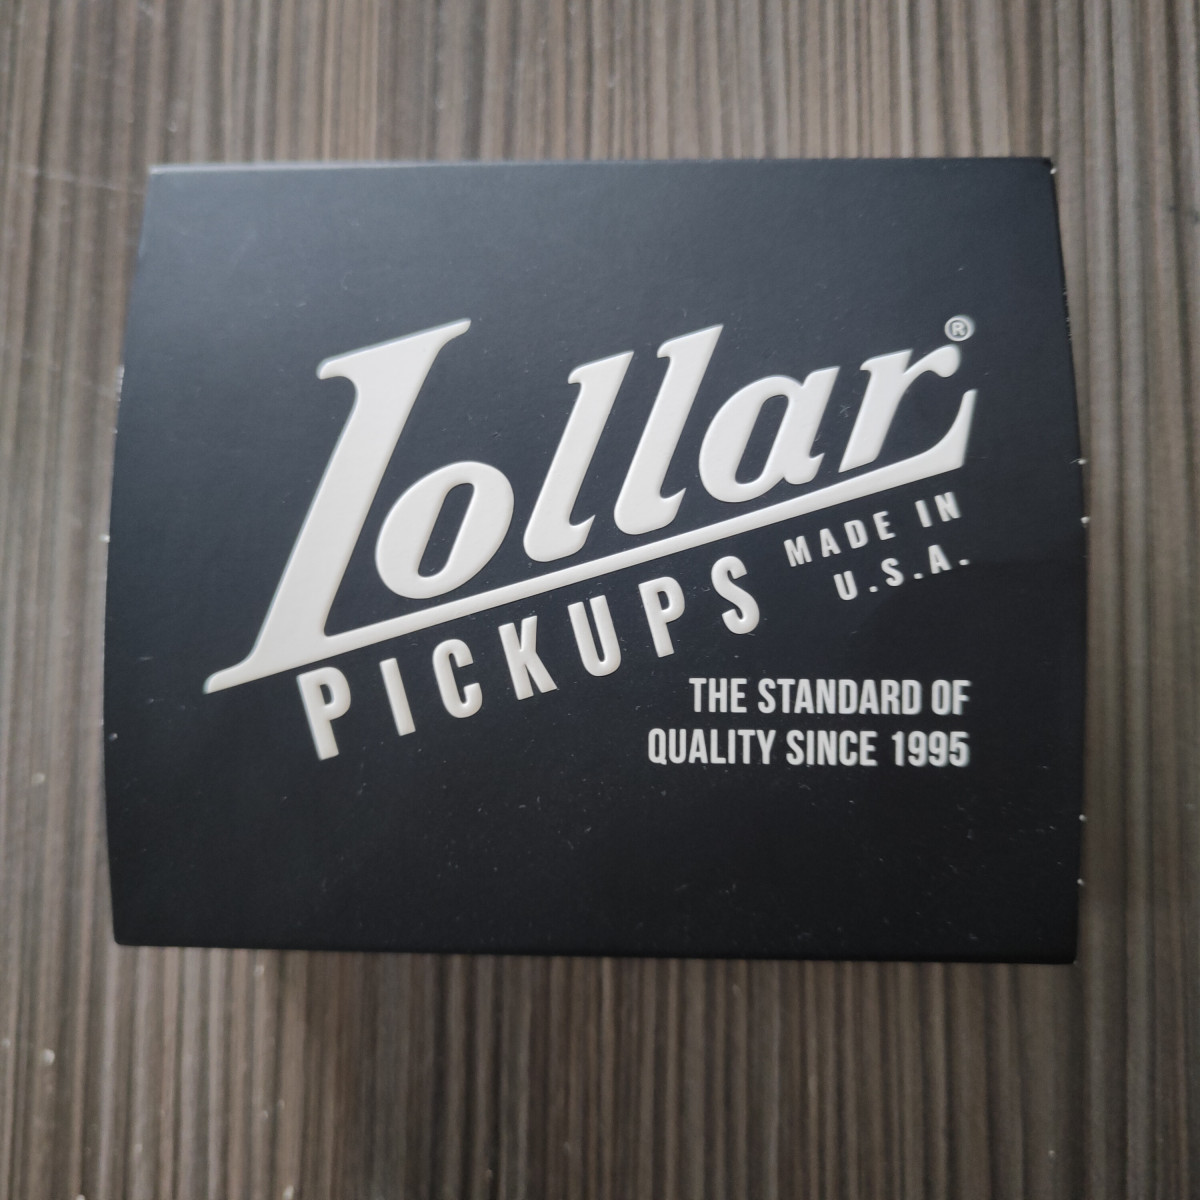 Lollar®
PICKUPS
MADE IN
U.S.A.
THE STANDARD OF
QUALITY SINCE 1995